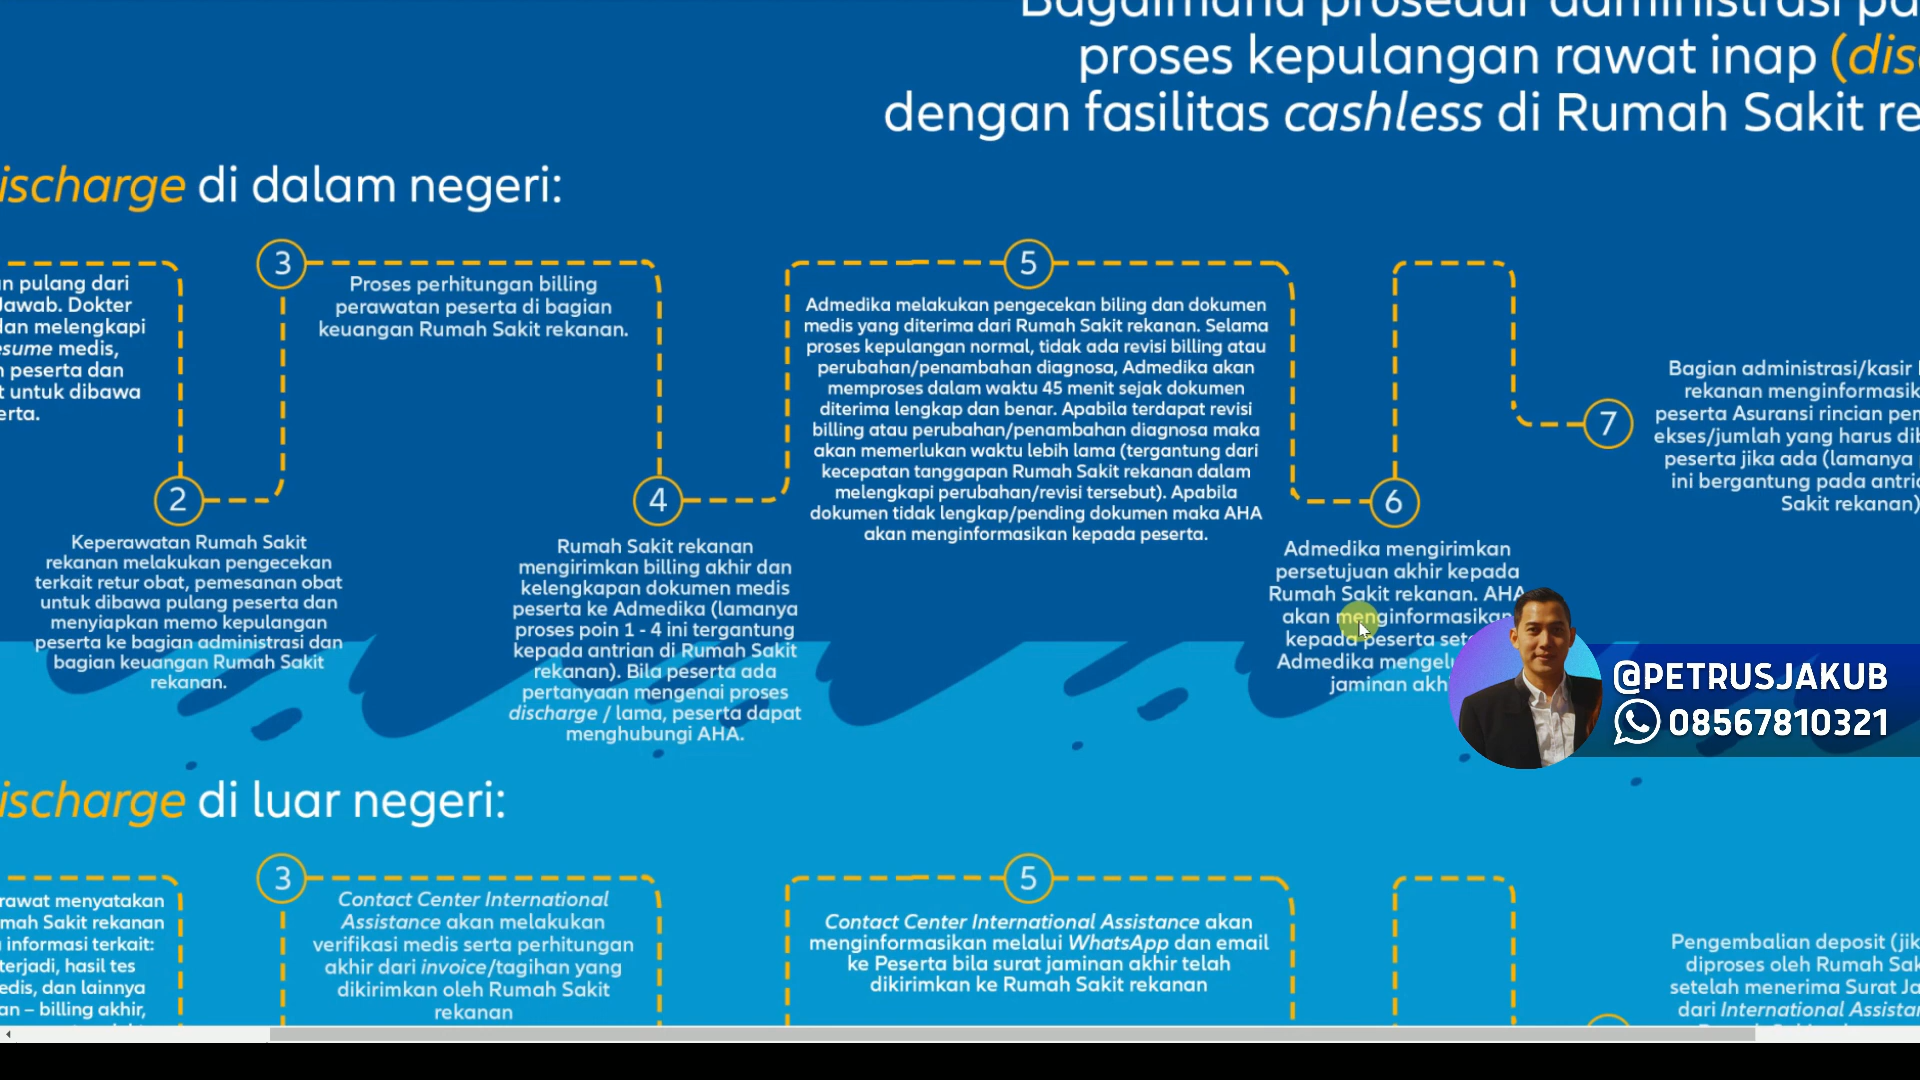 Bagaimana prosedur administrasi pa
proses kepulangan rawat inap (dis
dengan fasilitas cashless di Rumah Sakit re
ischarge di dalam negeri:
n pulang dari
Jawab. Dokter
dan melengkapi
esume medis,
n peserta dan
t untuk dibawa
erta.
2
Keperawatan Rumah Sakit
rekanan melakukan pengecekan
terkait retur obat, pemesanan obat
untuk dibawa pulang peserta dan
menyiapkan memo kepulangan
peserta ke bagian administrasi dan
bagian keuangan Rumah Sakit
rekanan.
3
Proses perhitungan billing
perawatan peserta di bagian
keuangan Rumah Sakit rekanan.
4
Rumah Sakit rekanan
mengirimkan billing akhir dan
kelengkapan dokumen medis
peserta ke Admedika (lamanya
proses poin 1 - 4 ini tergantung
kepada antrian di Rumah Sakit
rekanan). Bila peserta ada
pertanyaan mengenai proses
discharge / lama, peserta dapat
menghubungi AHA.
5
Admedika melakukan pengecekan biling dan dokumen
medis yang diterima dari Rumah Sakit rekanan. Selama
proses kepulangan normal, tidak ada revisi billing atau
perubahan/penambahan diagnosa, Admedika akan
memproses dalam waktu 45 menit sejak dokumen
diterima lengkap dan benar. Apabila terdapat revisi
billing atau perubahan/penambahan diagnosa maka
akan memerlukan waktu lebih lama (tergantung dari
kecepatan tanggapan Rumah Sakit rekanan dalam
melengkapi perubahan/revisi tersebut). Apabila
dokumen tidak lengkap/pending dokumen maka AHA
akan menginformasikan kepada peserta.
6
Admedika mengirimkan
persetujuan akhir kepada
Rumah Sakit rekanan. AHA
akan menginformasikan
kepada peserta sete
Admedika mengelu
jaminan akh
7
Bagian administrasi/kasir
rekanan menginformasik
peserta Asuransi rincian pem
ekses/jumlah yang harus dib
peserta jika ada (lamanya
ini bergantung pada antria
Sakit rekanan)
@PETRUSJAKUB
08567810321
ischarge di luar negeri:
rawat menyatakan
mah Sakit rekanan
informasi terkait:
terjadi, hasil tes
edis, dan lainnya
an – billing akhir,
3
Contact Center International
Assistance akan melakukan
verifikasi medis serta perhitungan
akhir dari invoice/tagihan yang
dikirimkan oleh Rumah Sakit
rekanan
5
Contact Center International Assistance akan
menginformasikan melalui WhatsApp dan email
ke Peserta bila surat jaminan akhir telah
dikirimkan ke Rumah Sakit rekanan
Pengembalian deposit (jik
diproses oleh Rumah Sak
setelah menerima Surat Ja
dari International Assistan